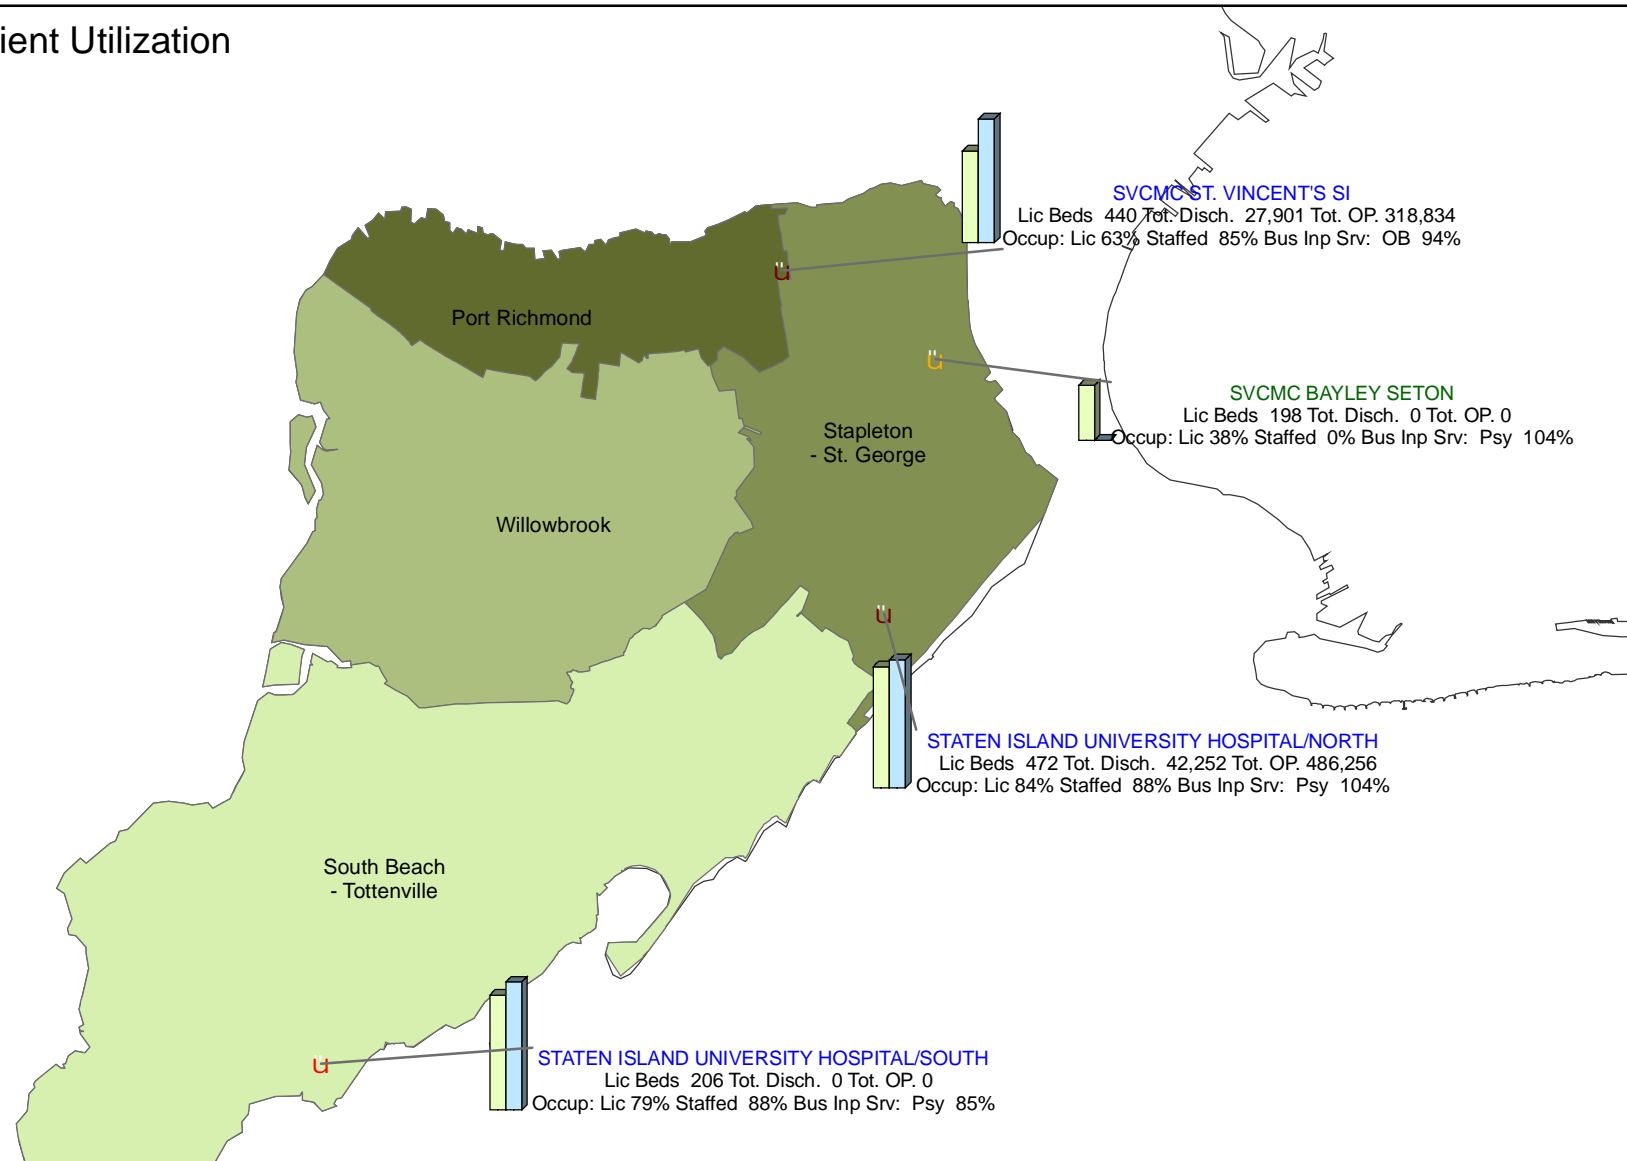 ient Utilization
SVCMC ST. VINCENT'S SI
Lic Beds 440 Tot. Disch. 27,901 Tot. OP. 318,834
Occup: Lic 63% Staffed 85% Bus Inp Srv: OB 94%
ü
Port Richmond
ü
SVCMC BAYLEY SETON
Lic Beds 198 Tot. Disch. 0 Tot. OP. 0
Occup: Lic 38% Staffed 0% Bus Inp Srv: Psy 104%
Stapleton
- St. George
Willowbrook
ü
STATEN ISLAND UNIVERSITY HOSPITAL/NORTH
Lic Beds 472 Tot. Disch. 42,252 Tot. OP. 486,256
Occup: Lic 84% Staffed 88% Bus Inp Srv: Psy 104%
South Beach
- Tottenville
ü
STATEN ISLAND UNIVERSITY HOSPITAL/SOUTH
Lic Beds 206 Tot. Disch. 0 Tot. OP. 0
Occup: Lic 79% Staffed 88% Bus Inp Srv: Psy 85%